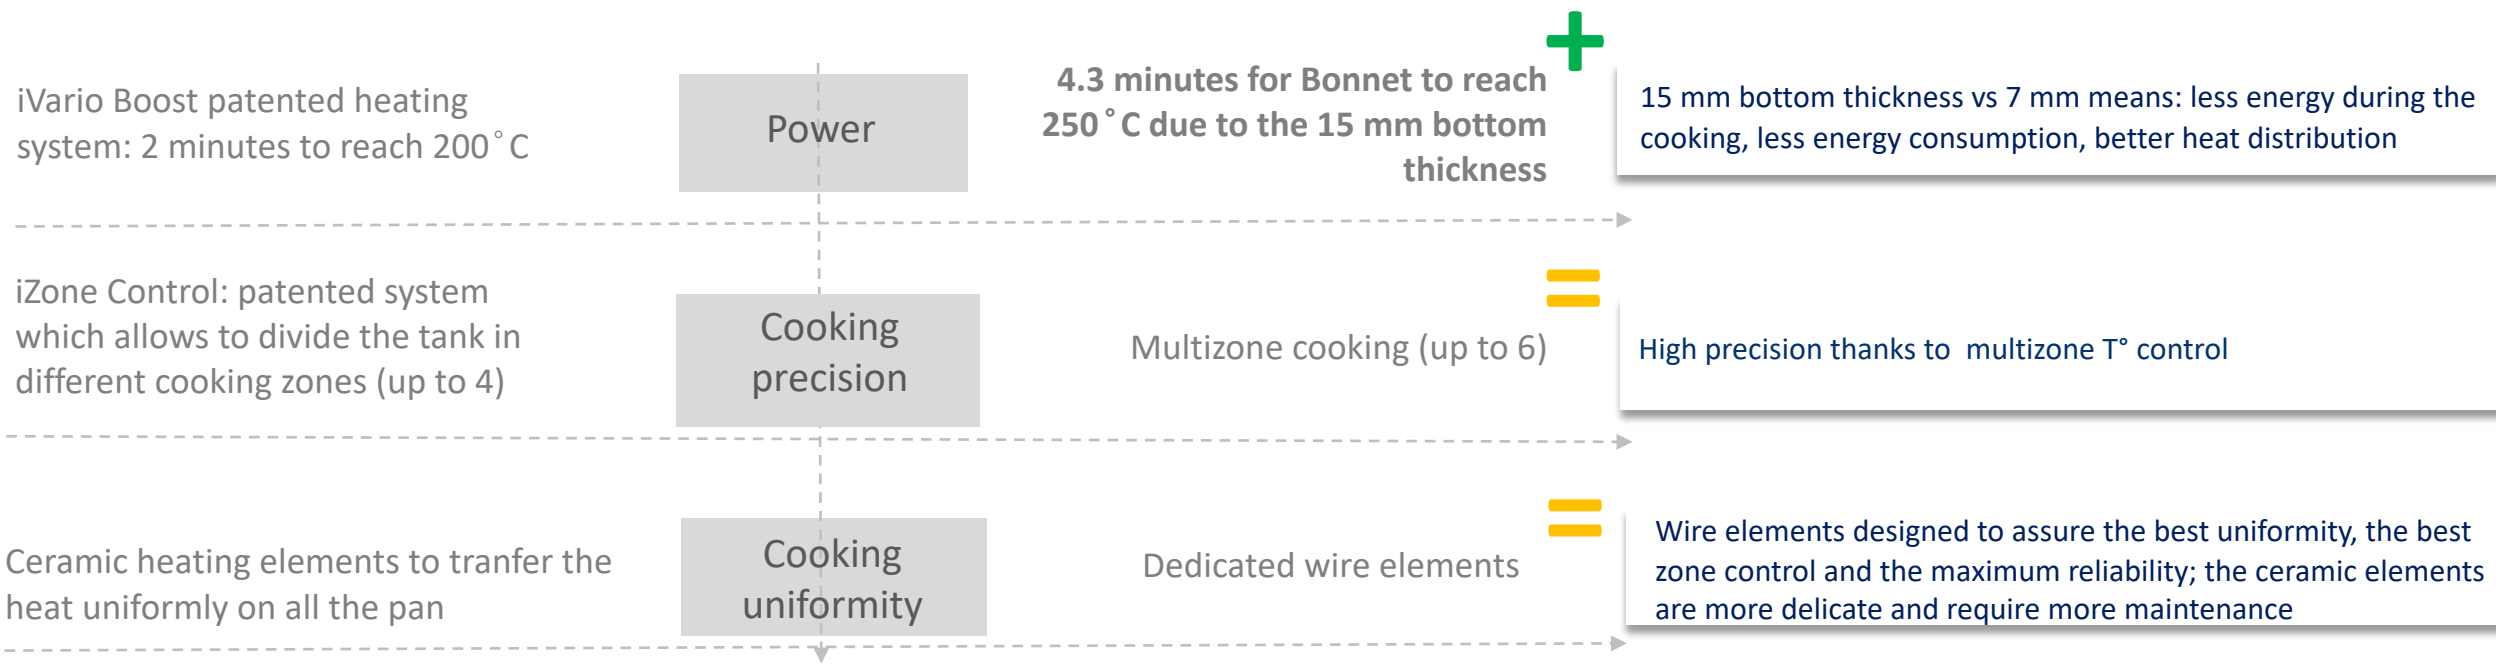 iVario Boost patented heating
system: 2 minutes to reach 200°C
Power
4.3 minutes for Bonnet to reach
250°C due to the 15 mm bottom
thickness
15 mm bottom thickness vs 7 mm means: less energy during the
cooking, less energy consumption, better heat distribution
iZone Control: patented system
which allows to divide the tank in
different cooking zones (up to 4)
Cooking
precision
Multizone cooking (up to 6)
High precision thanks to  multizone T° control
Ceramic heating elements to tranfer the
heat uniformly on all the pan
Cooking
uniformity
Dedicated wire elements
Wire elements designed to assure the best uniformity, the best
zone control and the maximum reliability; the ceramic elements
are more delicate and require more maintenance